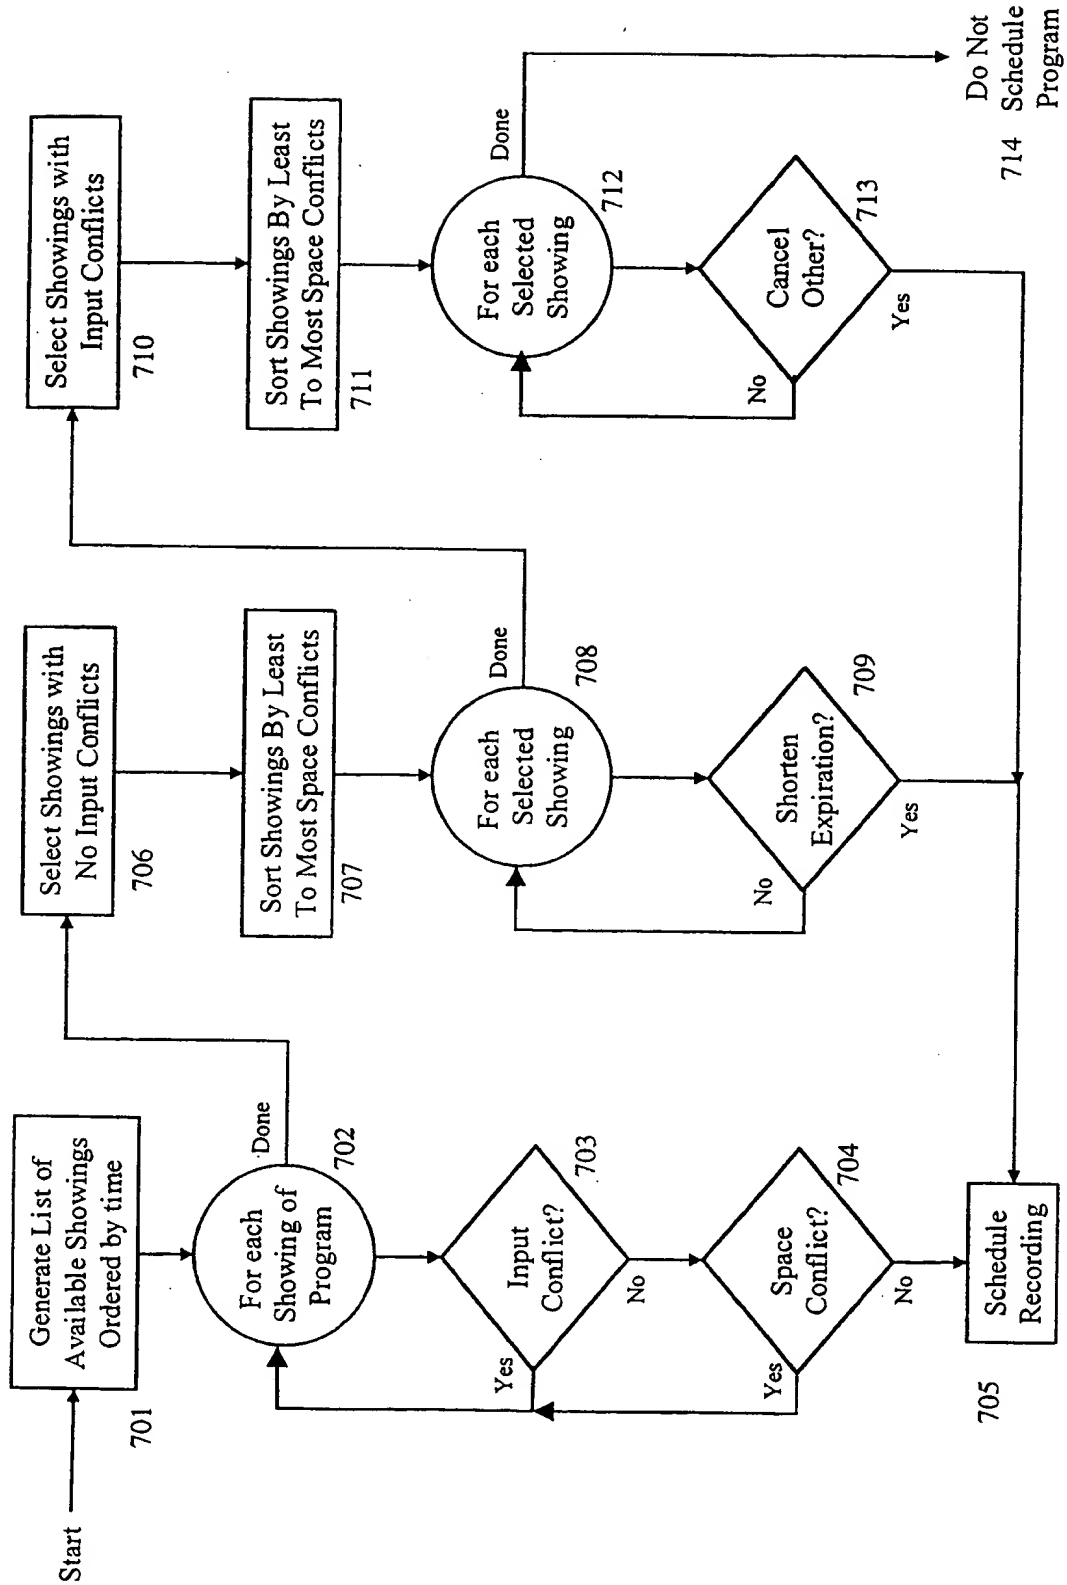 Start
Generate List of
Available Showings
Ordered by time
701
For each
Showing of
Program
Done
702
Input
Conflict?
703
Yes
No
Space
Conflict?
704
Yes
No
Schedule
Recording
705
Select Showings with
No Input Conflicts
706
Sort Showings By Least
To Most Space Conflicts
707
For each
Selected
Showing
Done
708
Shorten
Expiration?
709
No
Yes
Select Showings with
Input Conflicts
710
Sort Showings By Least
To Most Space Conflicts
711
For each
Selected
Showing
Done
712
Cancel
Other?
713
No
Yes
714
Do Not
Schedule
Program